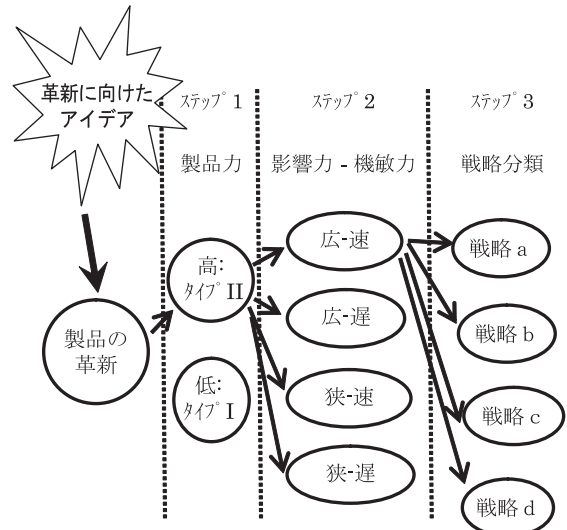 革新に向けた
アイデア
ステップ 1
ステップ 2
ステップ 3
製品力
影響力 - 機敏力
戦略分類
製品の
革新
高:
タイプ II
低:
タイプ I
広-速
広-遅
狭-速
狭-遅
戦略 a
戦略 b
戦略 c
戦略 d